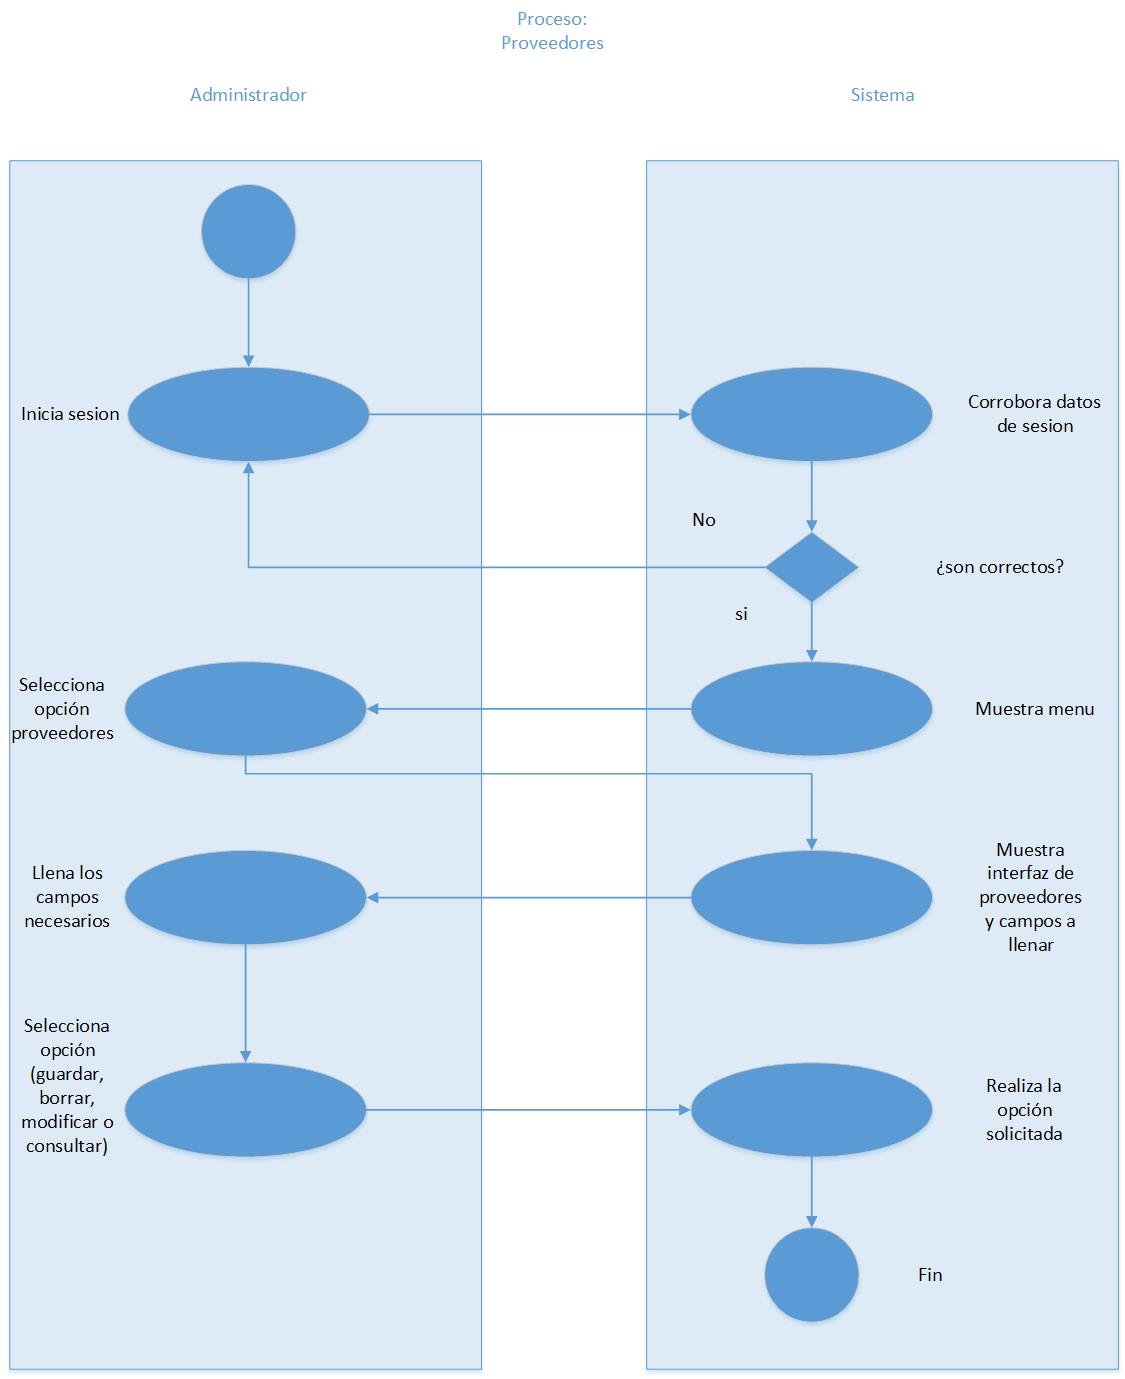 Proceso:
Proveedores
Administrador
Sistema
Inicia sesion
Corrobora datos
de sesion
No
¿son correctos?
si
Selecciona
opción
proveedores
Muestra menu
Llena los
campos
necesarios
Muestra
interfaz de
proveedores
y campos a
llenar
Selecciona
opción
(guardar,
borrar,
modificar o
consultar)
Realiza la
opción
solicitada
Fin